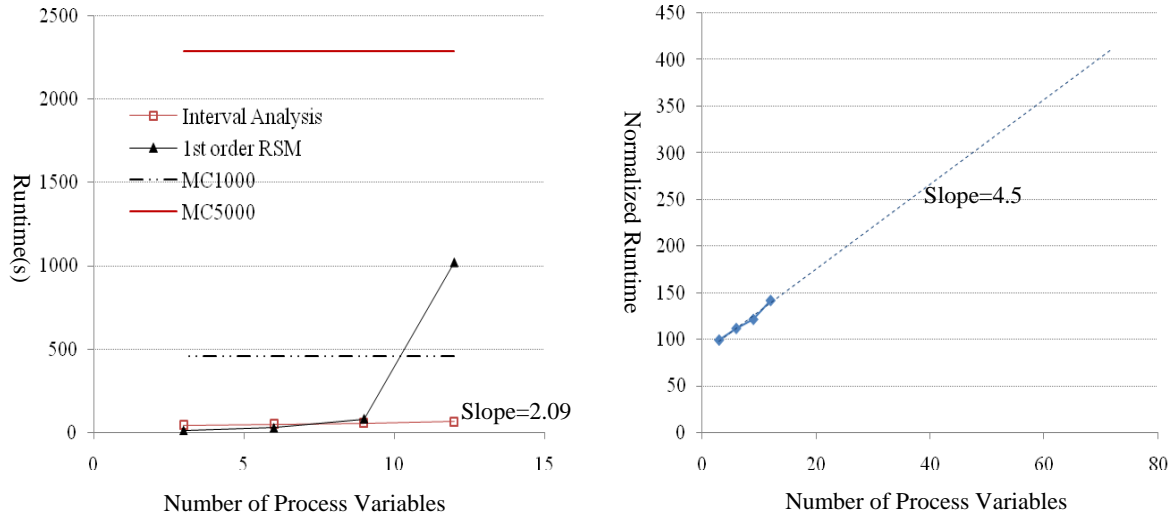 2500
2000
1500
1000
500
0
Runtime(s)
Interval Analysis
1st order RSM
MC1000
MC5000
Slope=2.09
0 5 10 15
Number of Process Variables
450
400
350
300
250
200
150
100
50
0
Normalized Runtime
Slope=4.5
0 20 40 60 80
Number of Process Variables